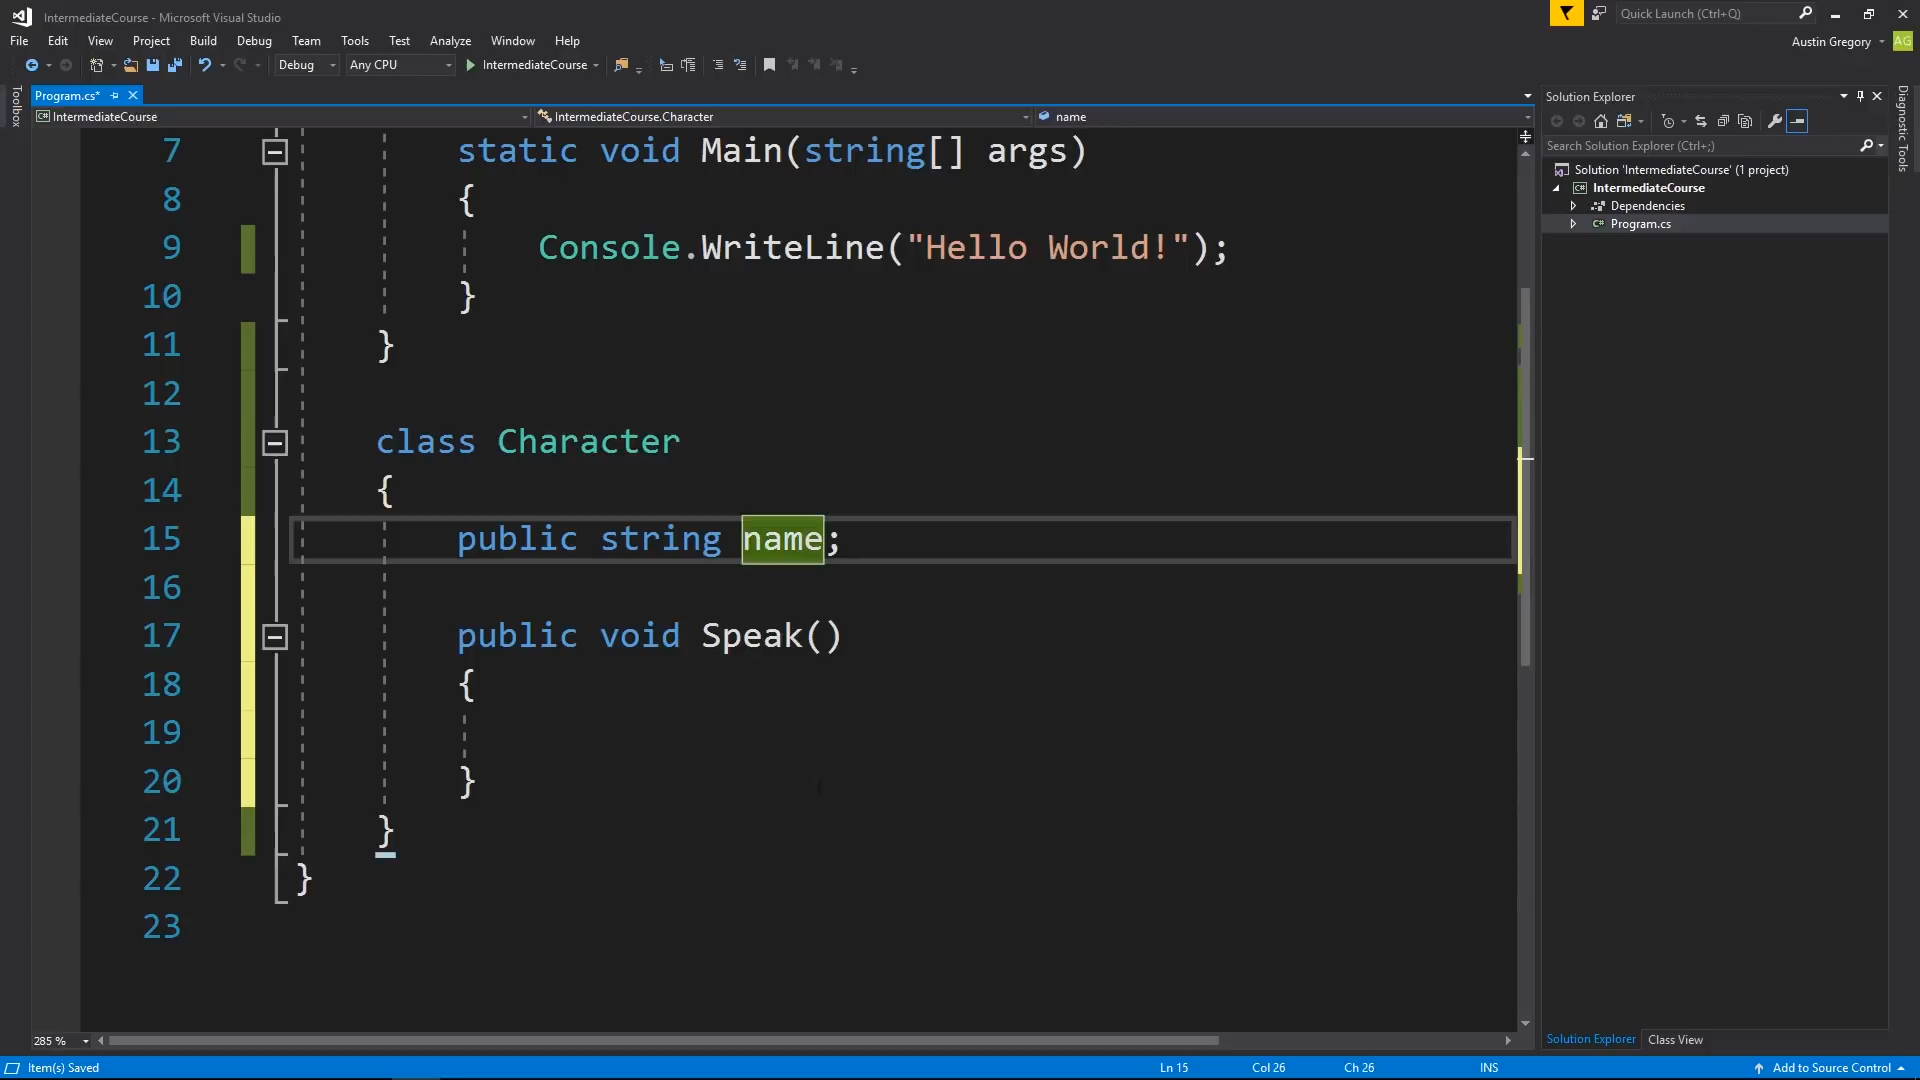 IntermediateCourse - Microsoft Visual Studio
Quick Launch (Ctrl+Q)
File Edit View Project Build Debug Team Tools Test Analyze Window Help
Austin Gregory AG
Debug Any CPU IntermediateCourse
Toolbox
Program.cs*
IntermediateCourse IntermediateCourse.Character name
7 static void Main(string[] args)
8 {
9 Console.WriteLine("Hello World!");
10 }
11 }
12
13 class Character
14 {
15 public string name;
16
17 public void Speak()
18 {
19
20 }
21 }
22 }
23
285 %
Solution Explorer
Search Solution Explorer (Ctrl+;)
Solution 'IntermediateCourse' (1 project)
C# IntermediateCourse
Dependencies
C# Program.cs
Solution Explorer Class View
Diagnostic Tools
Item(s) Saved Ln 15 Col 26 Ch 26 INS Add to Source Control